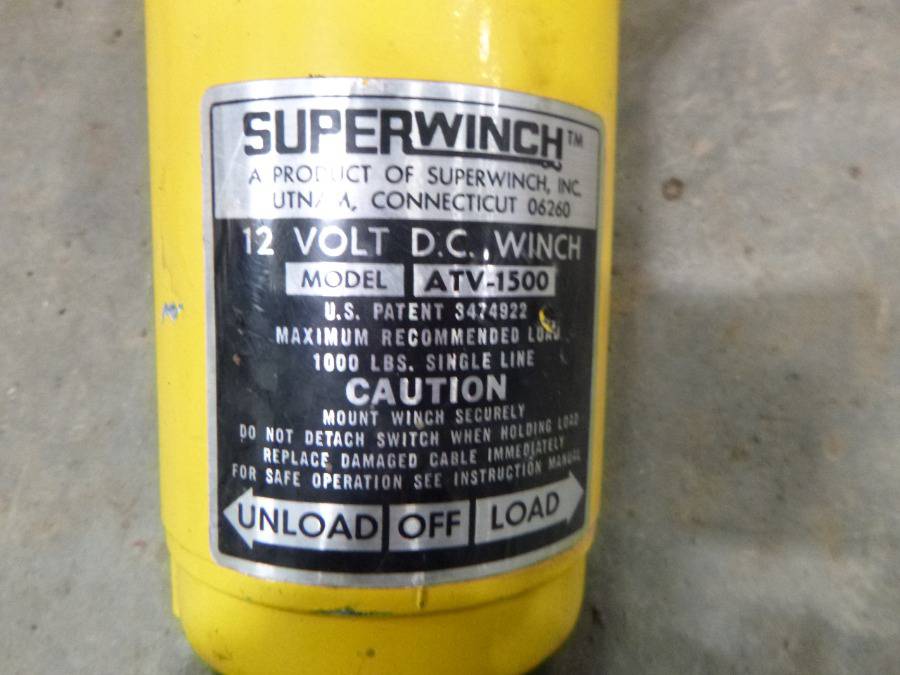 SUPERWINCH™
A PRODUCT OF SUPERWINCH, INC.
UTNAM, CONNECTICUT 06260
12 VOLT D.C. WINCH
MODEL ATV-1500
U.S. PATENT 3474922
MAXIMUM RECOMMENDED LOAD
1000 LBS. SINGLE LINE
CAUTION
MOUNT WINCH SECURELY
DO NOT DETACH SWITCH WHEN HOLDING LOAD
REPLACE DAMAGED CABLE IMMEDIATELY
FOR SAFE OPERATION SEE INSTRUCTION MANUAL
UNLOAD OFF LOAD